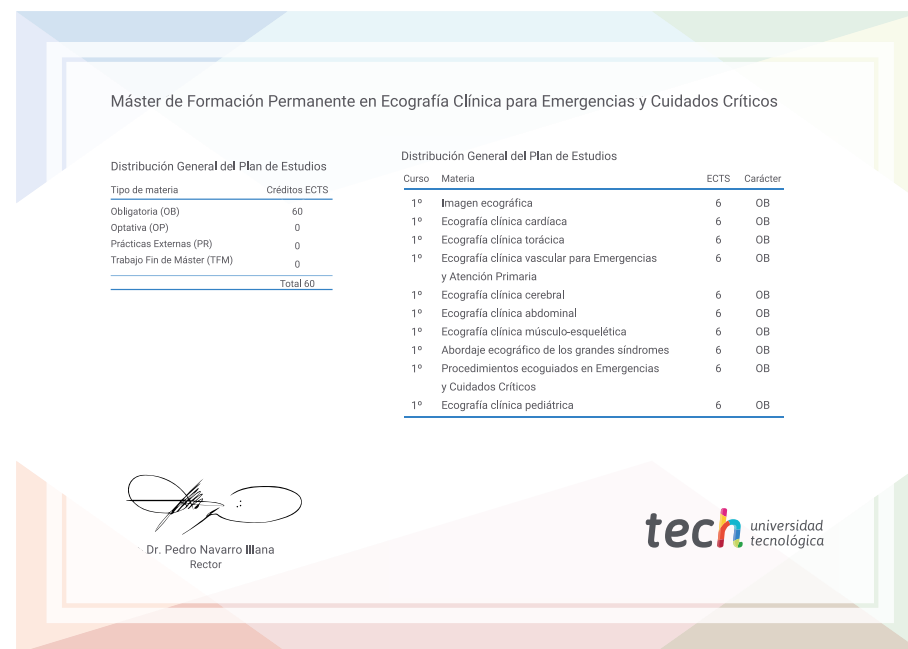 Máster de Formación Permanente en Ecografía Clínica para Emergencias y Cuidados Críticos
Distribución General del Plan de Estudios
Tipo de materia Créditos ECTS
Obligatoria (OB) 60
Optativa (OP) 0
Prácticas Externas (PR) 0
Trabajo Fin de Máster (TFM) 0
Total 60
Distribución General del Plan de Estudios
Curso Materia ECTS Carácter
1º Imagen ecográfica 6 OB
1º Ecografía clínica cardíaca 6 OB
1º Ecografía clínica torácica 6 OB
1º Ecografía clínica vascular para Emergencias 6 OB
y Atención Primaria
1º Ecografía clínica cerebral 6 OB
1º Ecografía clínica abdominal 6 OB
1º Ecografía clínica músculo-esquelética 6 OB
1º Abordaje ecográfico de los grandes síndromes 6 OB
1º Procedimientos ecoguiados en Emergencias 6 OB
y Cuidados Críticos
1º Ecografía clínica pediátrica 6 OB
Dr. Pedro Navarro Illana
Rector
tech universidad
tecnológica